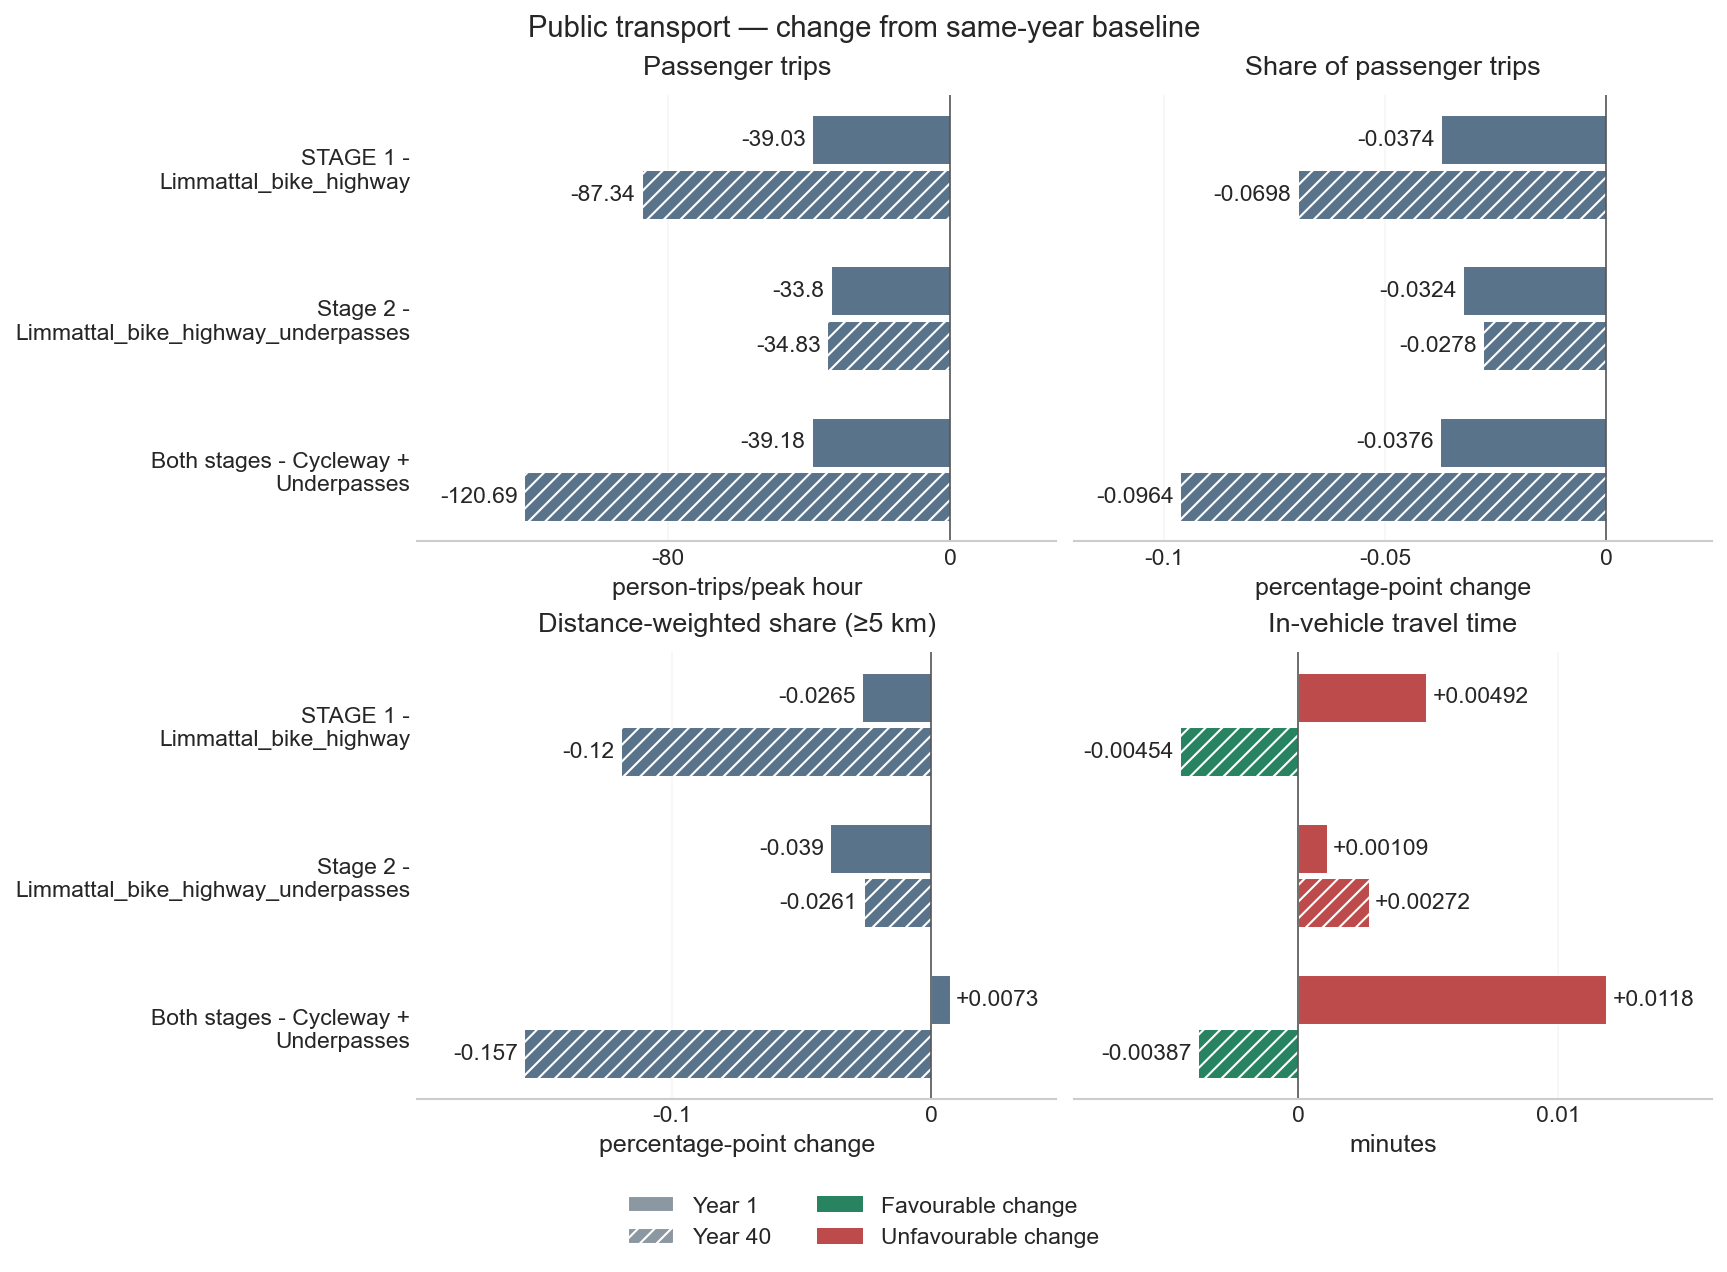 Public transport — change from same-year baseline
Passenger trips
Share of passenger trips
STAGE 1 -
Limmattal_bike_highway
-39.03
-87.34
-0.0374
-0.0698
Stage 2 -
Limmattal_bike_highway_underpasses
-33.8
-34.83
-0.0324
-0.0278
Both stages - Cycleway +
Underpasses
-39.18
-120.69
-0.0376
-0.0964
-80
0
-0.1
-0.05
0
person-trips/peak hour
percentage-point change
Distance-weighted share (≥5 km)
In-vehicle travel time
STAGE 1 -
Limmattal_bike_highway
-0.0265
-0.12
+0.00492
-0.00454
Stage 2 -
Limmattal_bike_highway_underpasses
-0.039
-0.0261
+0.00109
+0.00272
Both stages - Cycleway +
Underpasses
+0.0073
-0.157
+0.0118
-0.00387
-0.1
0
0
0.01
percentage-point change
minutes
Year 1
Favourable change
Year 40
Unfavourable change